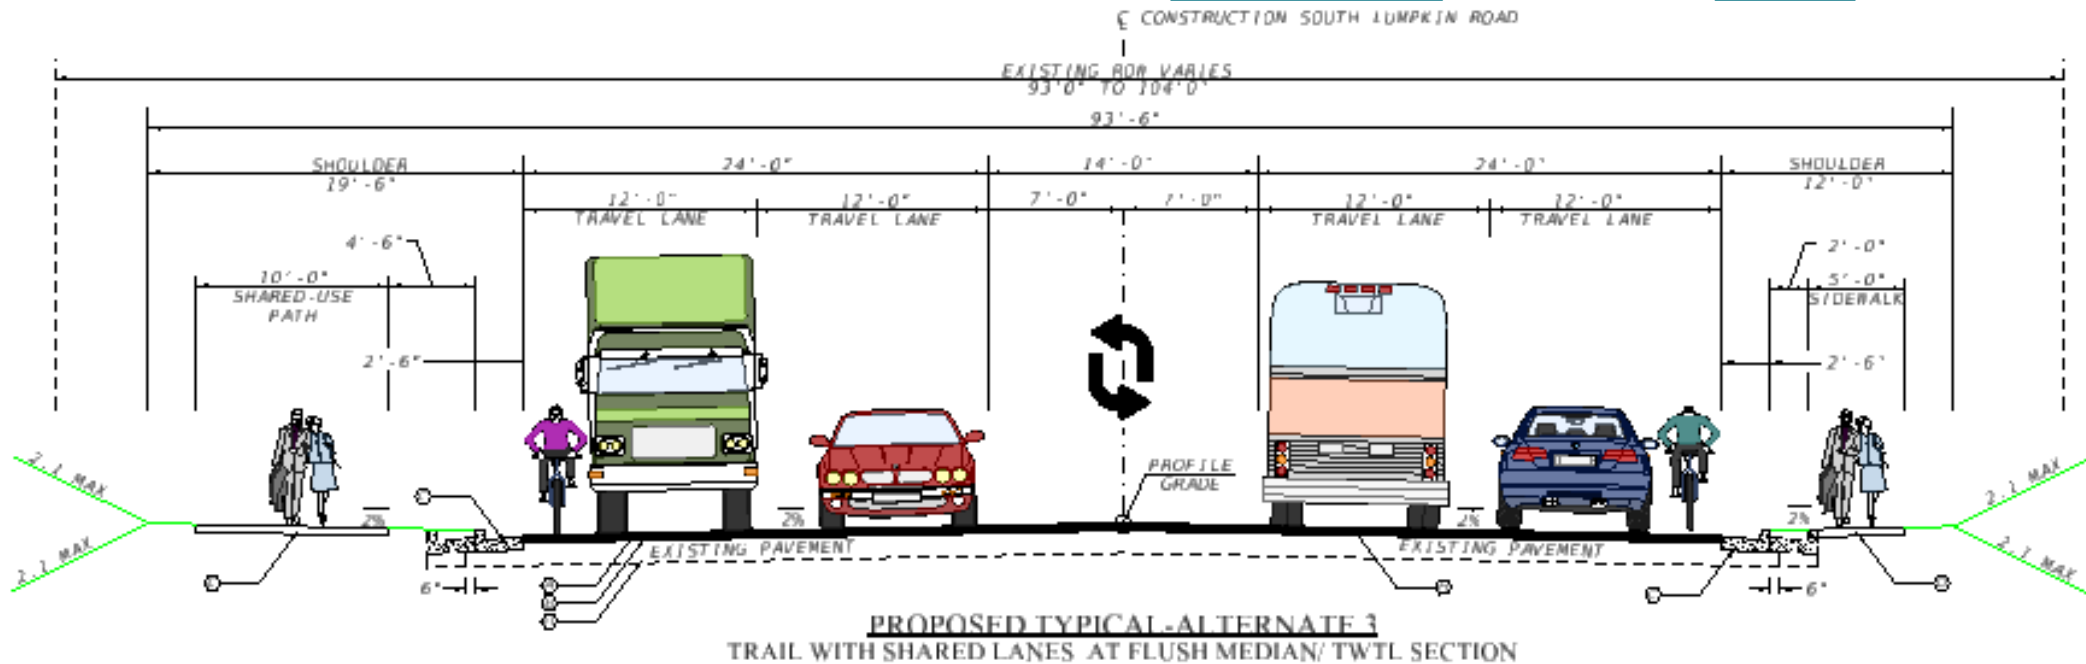 ℄ CONSTRUCTION SOUTH LUMPKIN ROAD
EXISTING ROW VARIES
93'0" TO 104'0"
93'-6"
SHOULDER 24'-0" 14'-0" 24'-0" SHOULDER
19'-6" 12'-0"
12'-0" 12'-0" 7'-0" 7'-0" 12'-0" 12'-0"
TRAVEL LANE TRAVEL LANE TRAVEL LANE TRAVEL LANE
4'-6" 2'-0"
10'-0" 5'-0"
SHARED-USE SIDEWALK
PATH
2'-6" 2'-6"
PROFILE
GRADE
2:1 MAX 2:1 MAX
2% 2% 2% 2%
EXISTING PAVEMENT EXISTING PAVEMENT
2:1 MAX 2:1 MAX
6" 6"
PROPOSED TYPICAL-ALTERNATE 3
TRAIL WITH SHARED LANES AT FLUSH MEDIAN/ TWTL SECTION